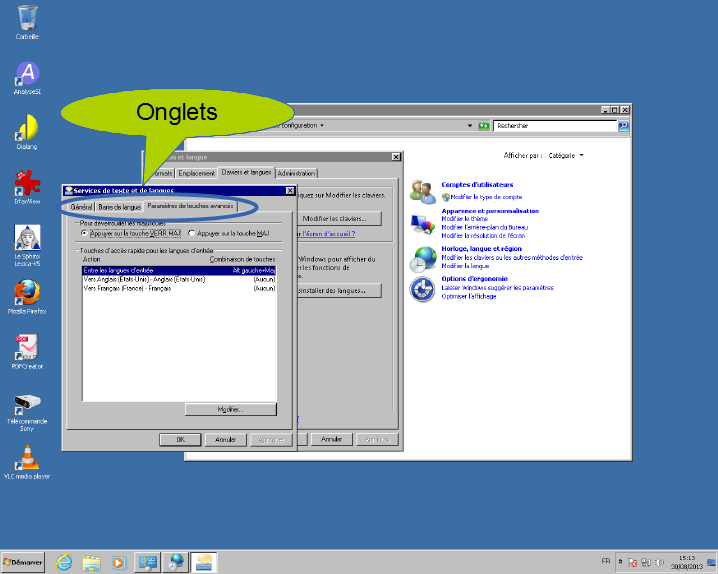 Corbeille
AnalyseSI
Dialang
IrfanView
Le Sphinx
Lexica-V5
Mozilla Firefox
PDFCreator
Télécommande
Sony
VLC media player
Onglets
configuration
Rechercher
Afficher par : Catégorie
Comptes d'utilisateurs
Modifier le type de compte
Apparence et personnalisation
Modifier le thème
Modifier l'arrière-plan du Bureau
Modifier la résolution de l'écran
Horloge, langue et région
Modifier les claviers ou les autres méthodes d'entrée
Modifier la langue
Options d'ergonomie
Laisser Windows suggérer les paramètres
Optimiser l'affichage
et langue
Emplacement Claviers et langues Administration
sur Modifier les claviers.
Modifier les claviers...
l'écran d'accueil ?
Windows pour afficher du
les fonctions de
des langues...
Annuler Appliquer
Services de texte et de langues
Général Barre de langue Paramètres de touches avancés
Pour déverrouiller les majuscules
Appuyer sur la touche VERR.MAJ Appuyer sur la touche MAJ
Touches d'accès rapide pour les langues d'entrée
Action Combinaison de touches
Entre les langues d'entrée Alt gauche+Maj
Vers Anglais (États-Unis) - Anglais (États-Unis) (Aucun)
Vers Français (France) - Français (Aucun)
Modifier...
OK Annuler Appliquer
Démarrer
FR
15:13
30/08/2013